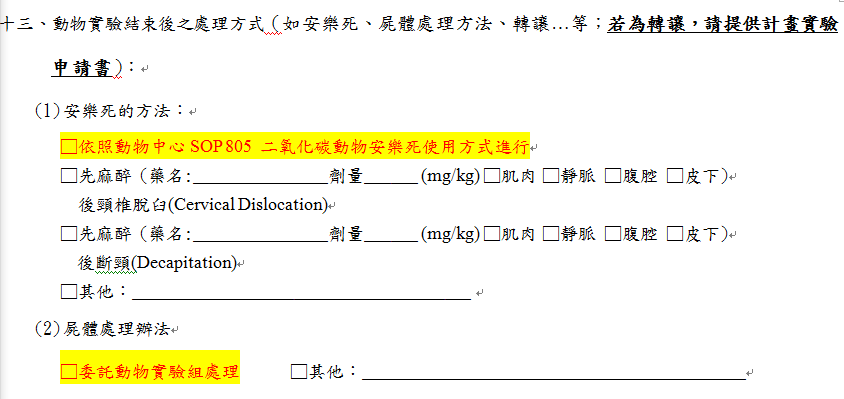 十三、動物實驗結束後之處理方式(如安樂死、屍體處理方法、轉讓…等；若為轉讓，請提供計畫實驗
申請書)：
(1)安樂死的方法：
□依照動物中心SOP 805 二氧化碳動物安樂死使用方式進行
□先麻醉（藥名:_______________劑量______(mg/kg)□肌肉 □靜脈 □腹腔 □皮下)
後頸椎脫臼(Cervical Dislocation)
□先麻醉（藥名:_______________劑量______(mg/kg)□肌肉 □靜脈 □腹腔 □皮下)
後斷頸(Decapitation)
□其他：______________________________________
(2)屍體處理辦法
□委託動物實驗組處理 □其他：___________________________________________